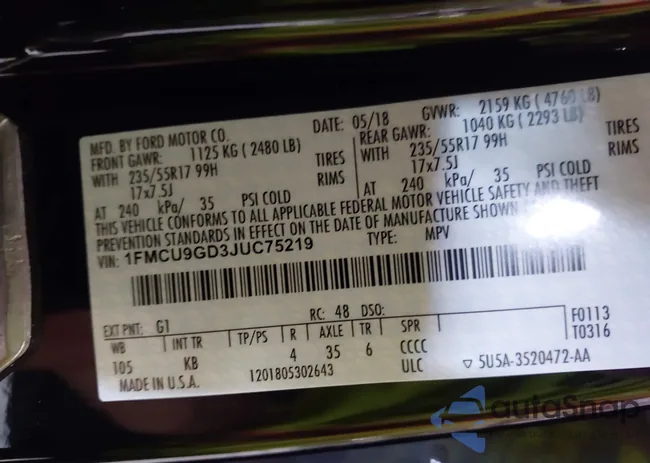 MFD. BY FORD MOTOR CO.
DATE: 05/18
GVWR: 2159 KG ( 4760 LB)
FRONT GAWR: 1125 KG ( 2480 LB)
REAR GAWR: 1040 KG ( 2293 LB)
WITH 235/55R17 99H TIRES
WITH 235/55R17 99H TIRES
17x7.5J RIMS
17x7.5J RIMS
AT 240 kPa/ 35 PSI COLD
AT 240 kPa/ 35 PSI COLD
THIS VEHICLE CONFORMS TO ALL APPLICABLE FEDERAL MOTOR VEHICLE SAFETY AND THEFT
PREVENTION STANDARDS IN EFFECT ON THE DATE OF MANUFACTURE SHOWN
VIN: 1FMCU9GD3JUC75219
TYPE: MPV
EXT PNT: G1 RC: 48 DSO: F0113
WB INT TR TP/PS R AXLE TR SPR T0316
105 KB 4 35 6 CCCC
MADE IN U.S.A. 1201805302643 ULC ▽ 5U5A-3520472-AA
autoSnap